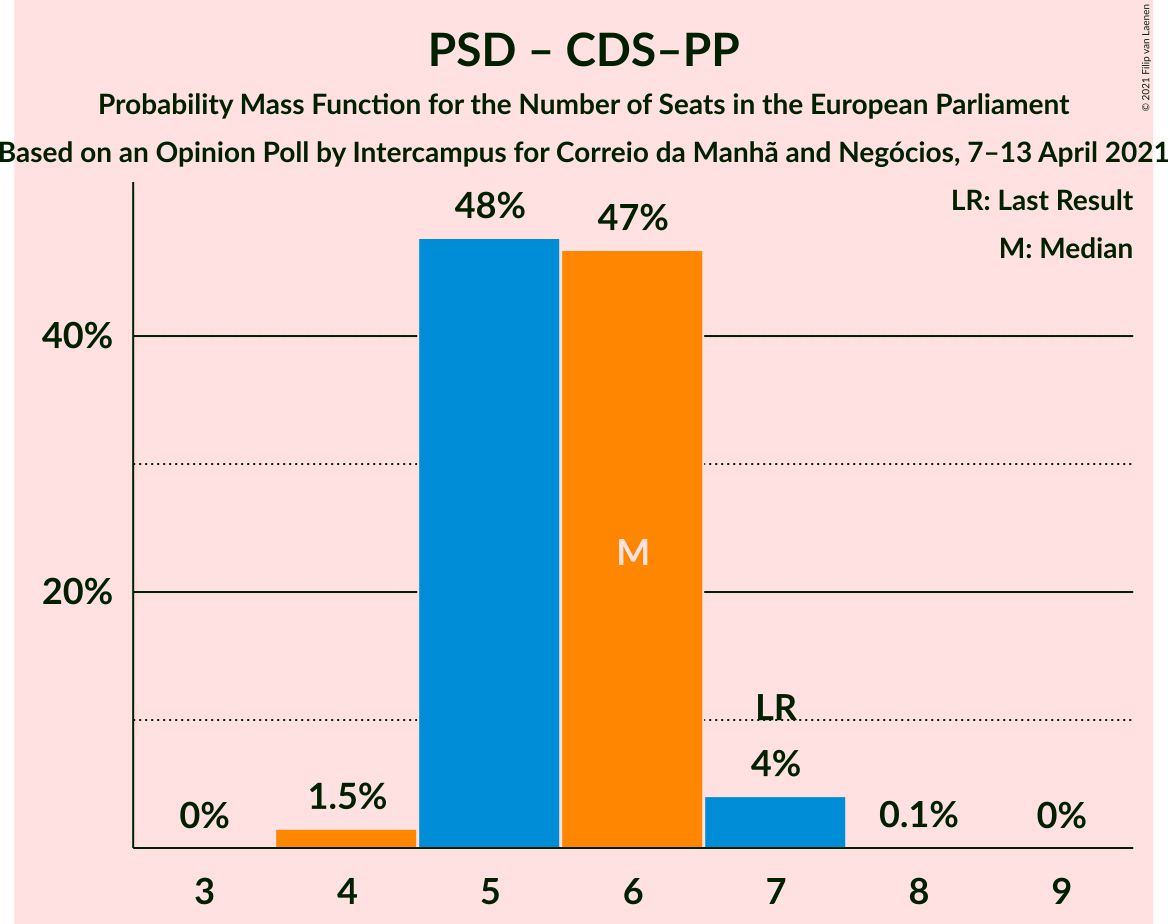 PSD – CDS–PP
Probability Mass Function for the Number of Seats in the European Parliament
Based on an Opinion Poll by Intercampus for Correio da Manhã and Negócios, 7–13 April 2021
© 2021 Filip van Laenen
LR: Last Result
M: Median
48%
47%
40%
M
20%
LR
4%
1.5%
0%
0.1%
0%
3 4 5 6 7 8 9